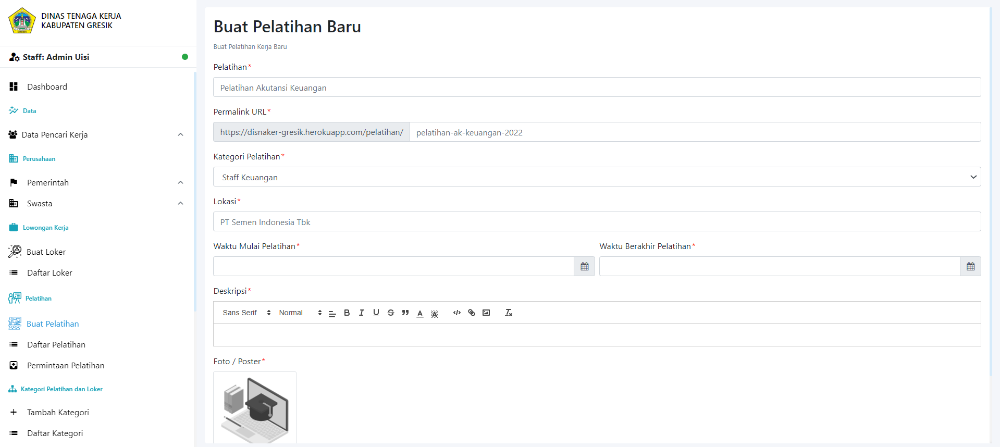 DINAS TENAGA KERJA
KABUPATEN GRESIK
Staff: Admin Uisi
Dashboard
Data
Data Pencari Kerja
Perusahaan
Pemerintah
Swasta
Lowongan Kerja
Buat Loker
Daftar Loker
Pelatihan
Buat Pelatihan
Daftar Pelatihan
Permintaan Pelatihan
Kategori Pelatihan dan Loker
Tambah Kategori
Daftar Kategori
Buat Pelatihan Baru
Buat Pelatihan Kerja Baru
Pelatihan*
Pelatihan Akutansi Keuangan
Permalink URL*
https://disnaker-gresik.herokuapp.com/pelatihan/ pelatihan-ak-keuangan-2022
Kategori Pelatihan*
Staff Keuangan
Lokasi*
PT Semen Indonesia Tbk
Waktu Mulai Pelatihan* Waktu Berakhir Pelatihan*
Deskripsi*
Sans Serif Normal
Foto / Poster*